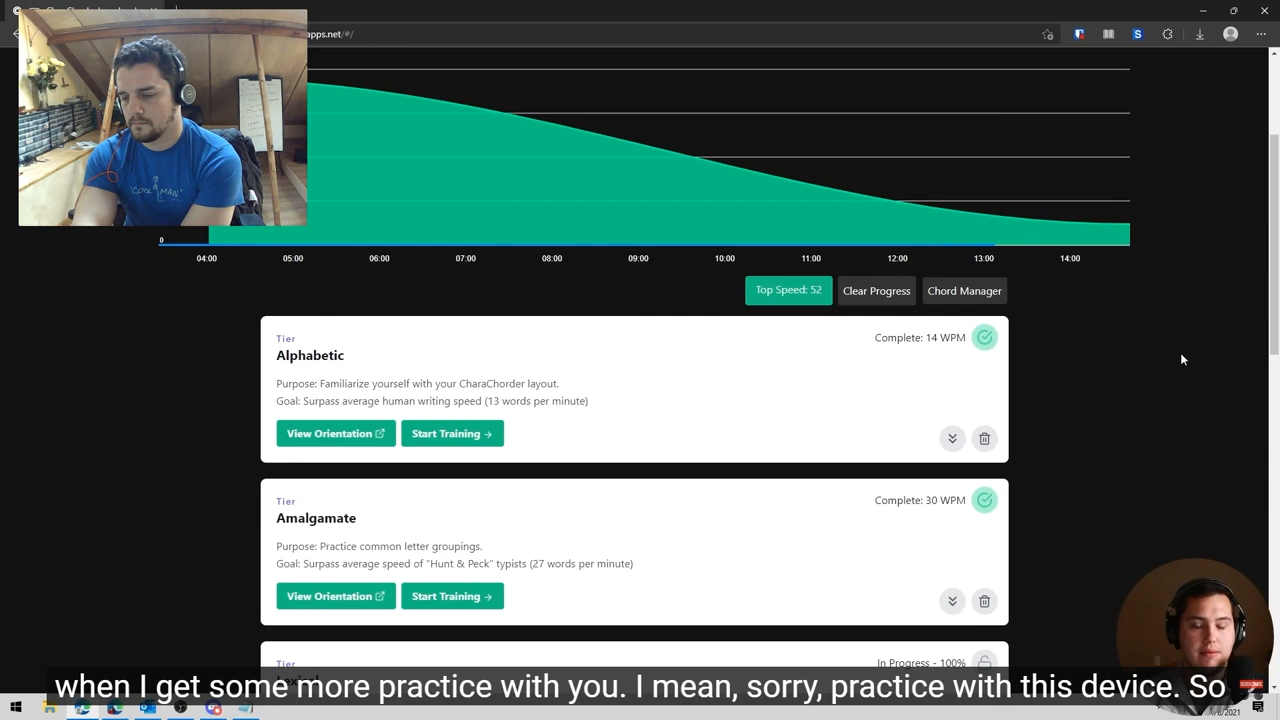 apps.net/#/
"COOL MAN"
0
04:00 05:00 06:00 07:00 08:00 09:00 10:00 11:00 12:00 13:00 14:00
Top Speed: 52 Clear Progress Chord Manager
Tier
Complete: 14 WPM
Alphabetic
Purpose: Familiarize yourself with your CharaChorder layout.
Goal: Surpass average human writing speed (13 words per minute)
View Orientation Start Training
Tier
Complete: 30 WPM
Amalgamate
Purpose: Practice common letter groupings.
Goal: Surpass average speed of "Hunt & Peck" typists (27 words per minute)
View Orientation Start Training
Tier
In Progress - 100%
when I get some more practice with you. I mean, sorry, practice with this device. So
SUBSCRIBE